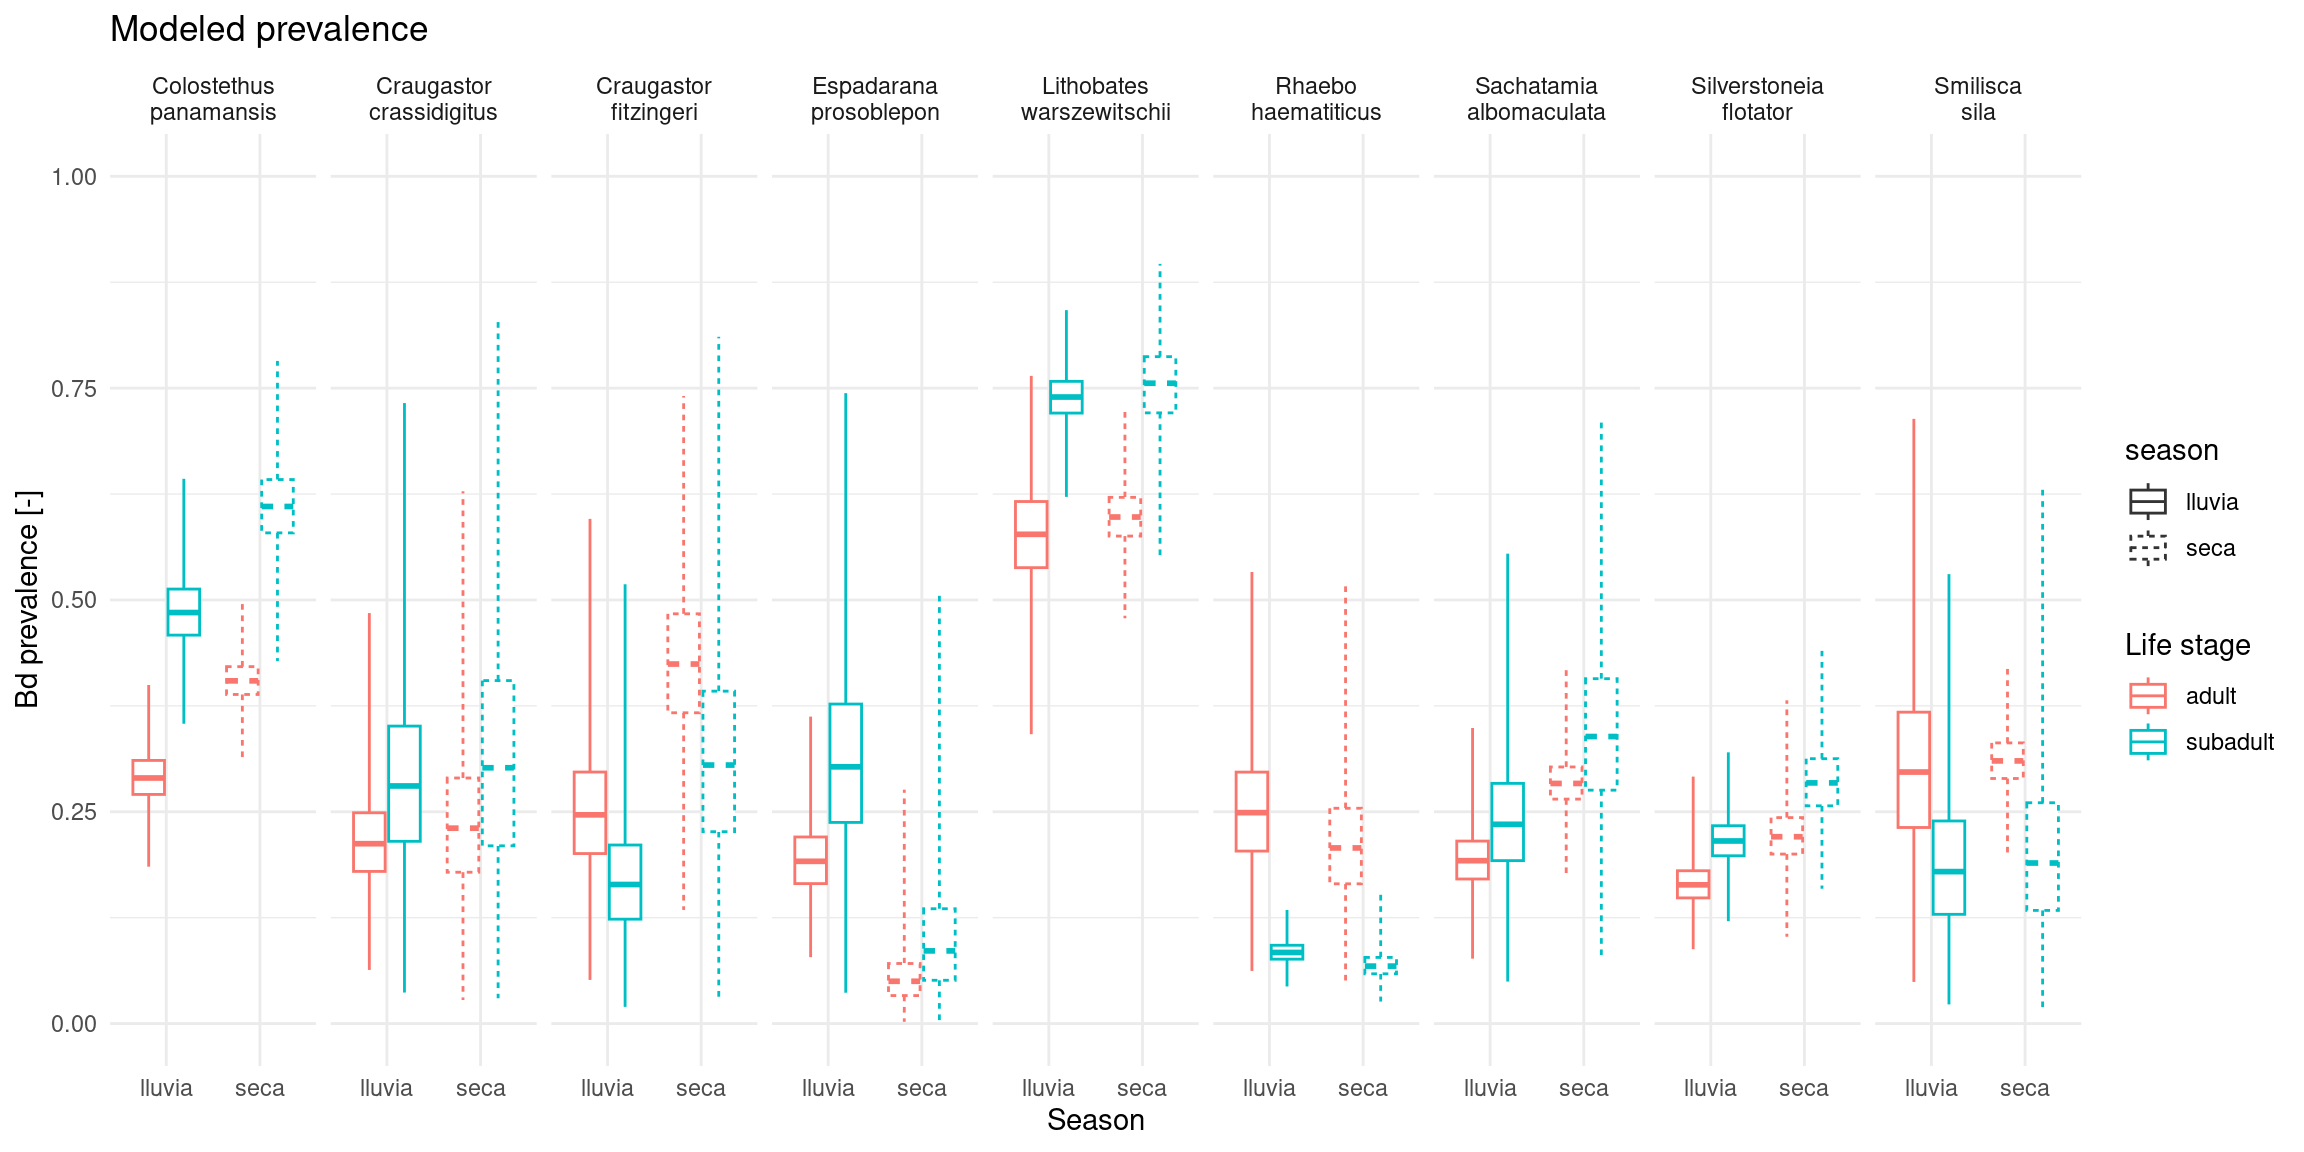 Modeled prevalence
Colostethus
panamansis
Craugastor
crassidigitus
Craugastor
fitzingeri
Espadarana
prosoblepon
Lithobates
warszewitschii
Rhaebo
haematiticus
Sachatamia
albomaculata
Silverstoneia
flotator
Smilisca
sila
1.00
0.75
0.50
0.25
0.00
Bd prevalence [-]
lluvia seca
lluvia seca
lluvia seca
lluvia seca
lluvia seca
lluvia seca
lluvia seca
lluvia seca
lluvia seca
Season
season
lluvia
seca
Life stage
adult
subadult